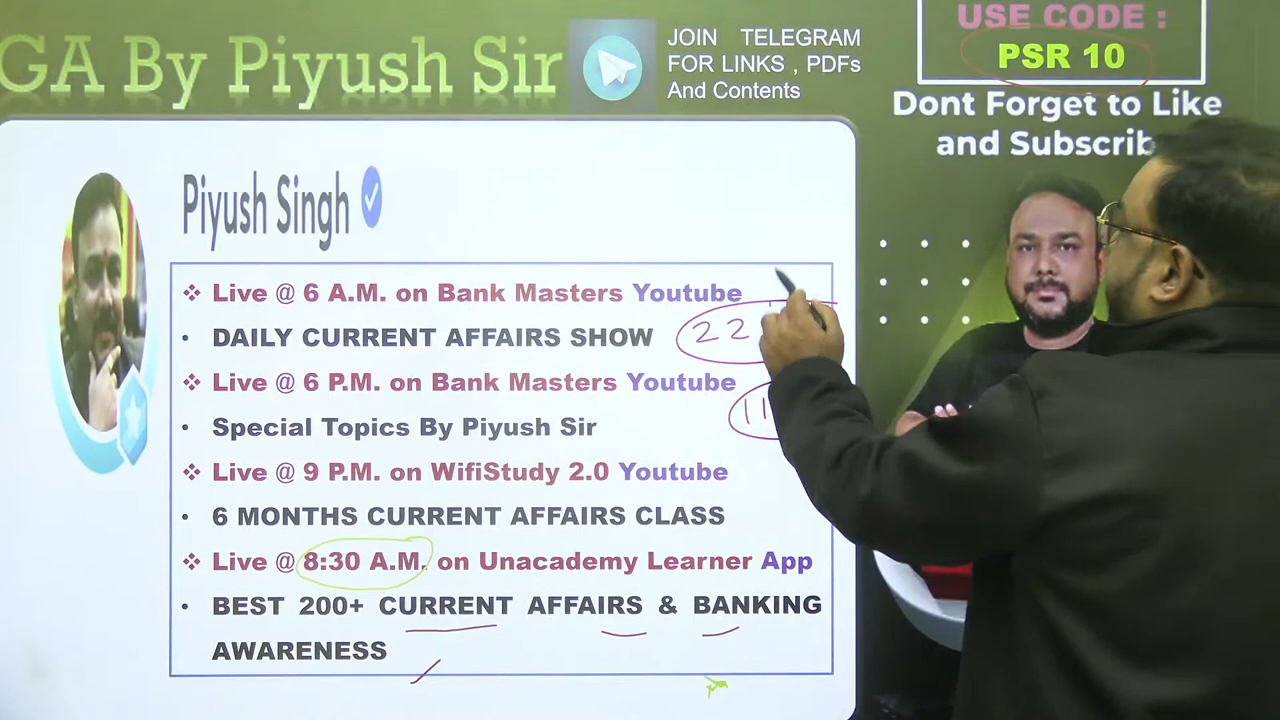 GA By Piyush Sir
JOIN TELEGRAM
FOR LINKS , PDFs
And Contents
USE CODE :
PSR 10
Dont Forget to Like
and Subscrib
Piyush Singh
❖ Live @ 6 A.M. on Bank Masters Youtube
• DAILY CURRENT AFFAIRS SHOW
22
❖ Live @ 6 P.M. on Bank Masters Youtube
• Special Topics By Piyush Sir
11
❖ Live @ 9 P.M. on WifiStudy 2.0 Youtube
• 6 MONTHS CURRENT AFFAIRS CLASS
❖ Live @ 8:30 A.M. on Unacademy Learner App
• BEST 200+ CURRENT AFFAIRS & BANKING
AWARENESS